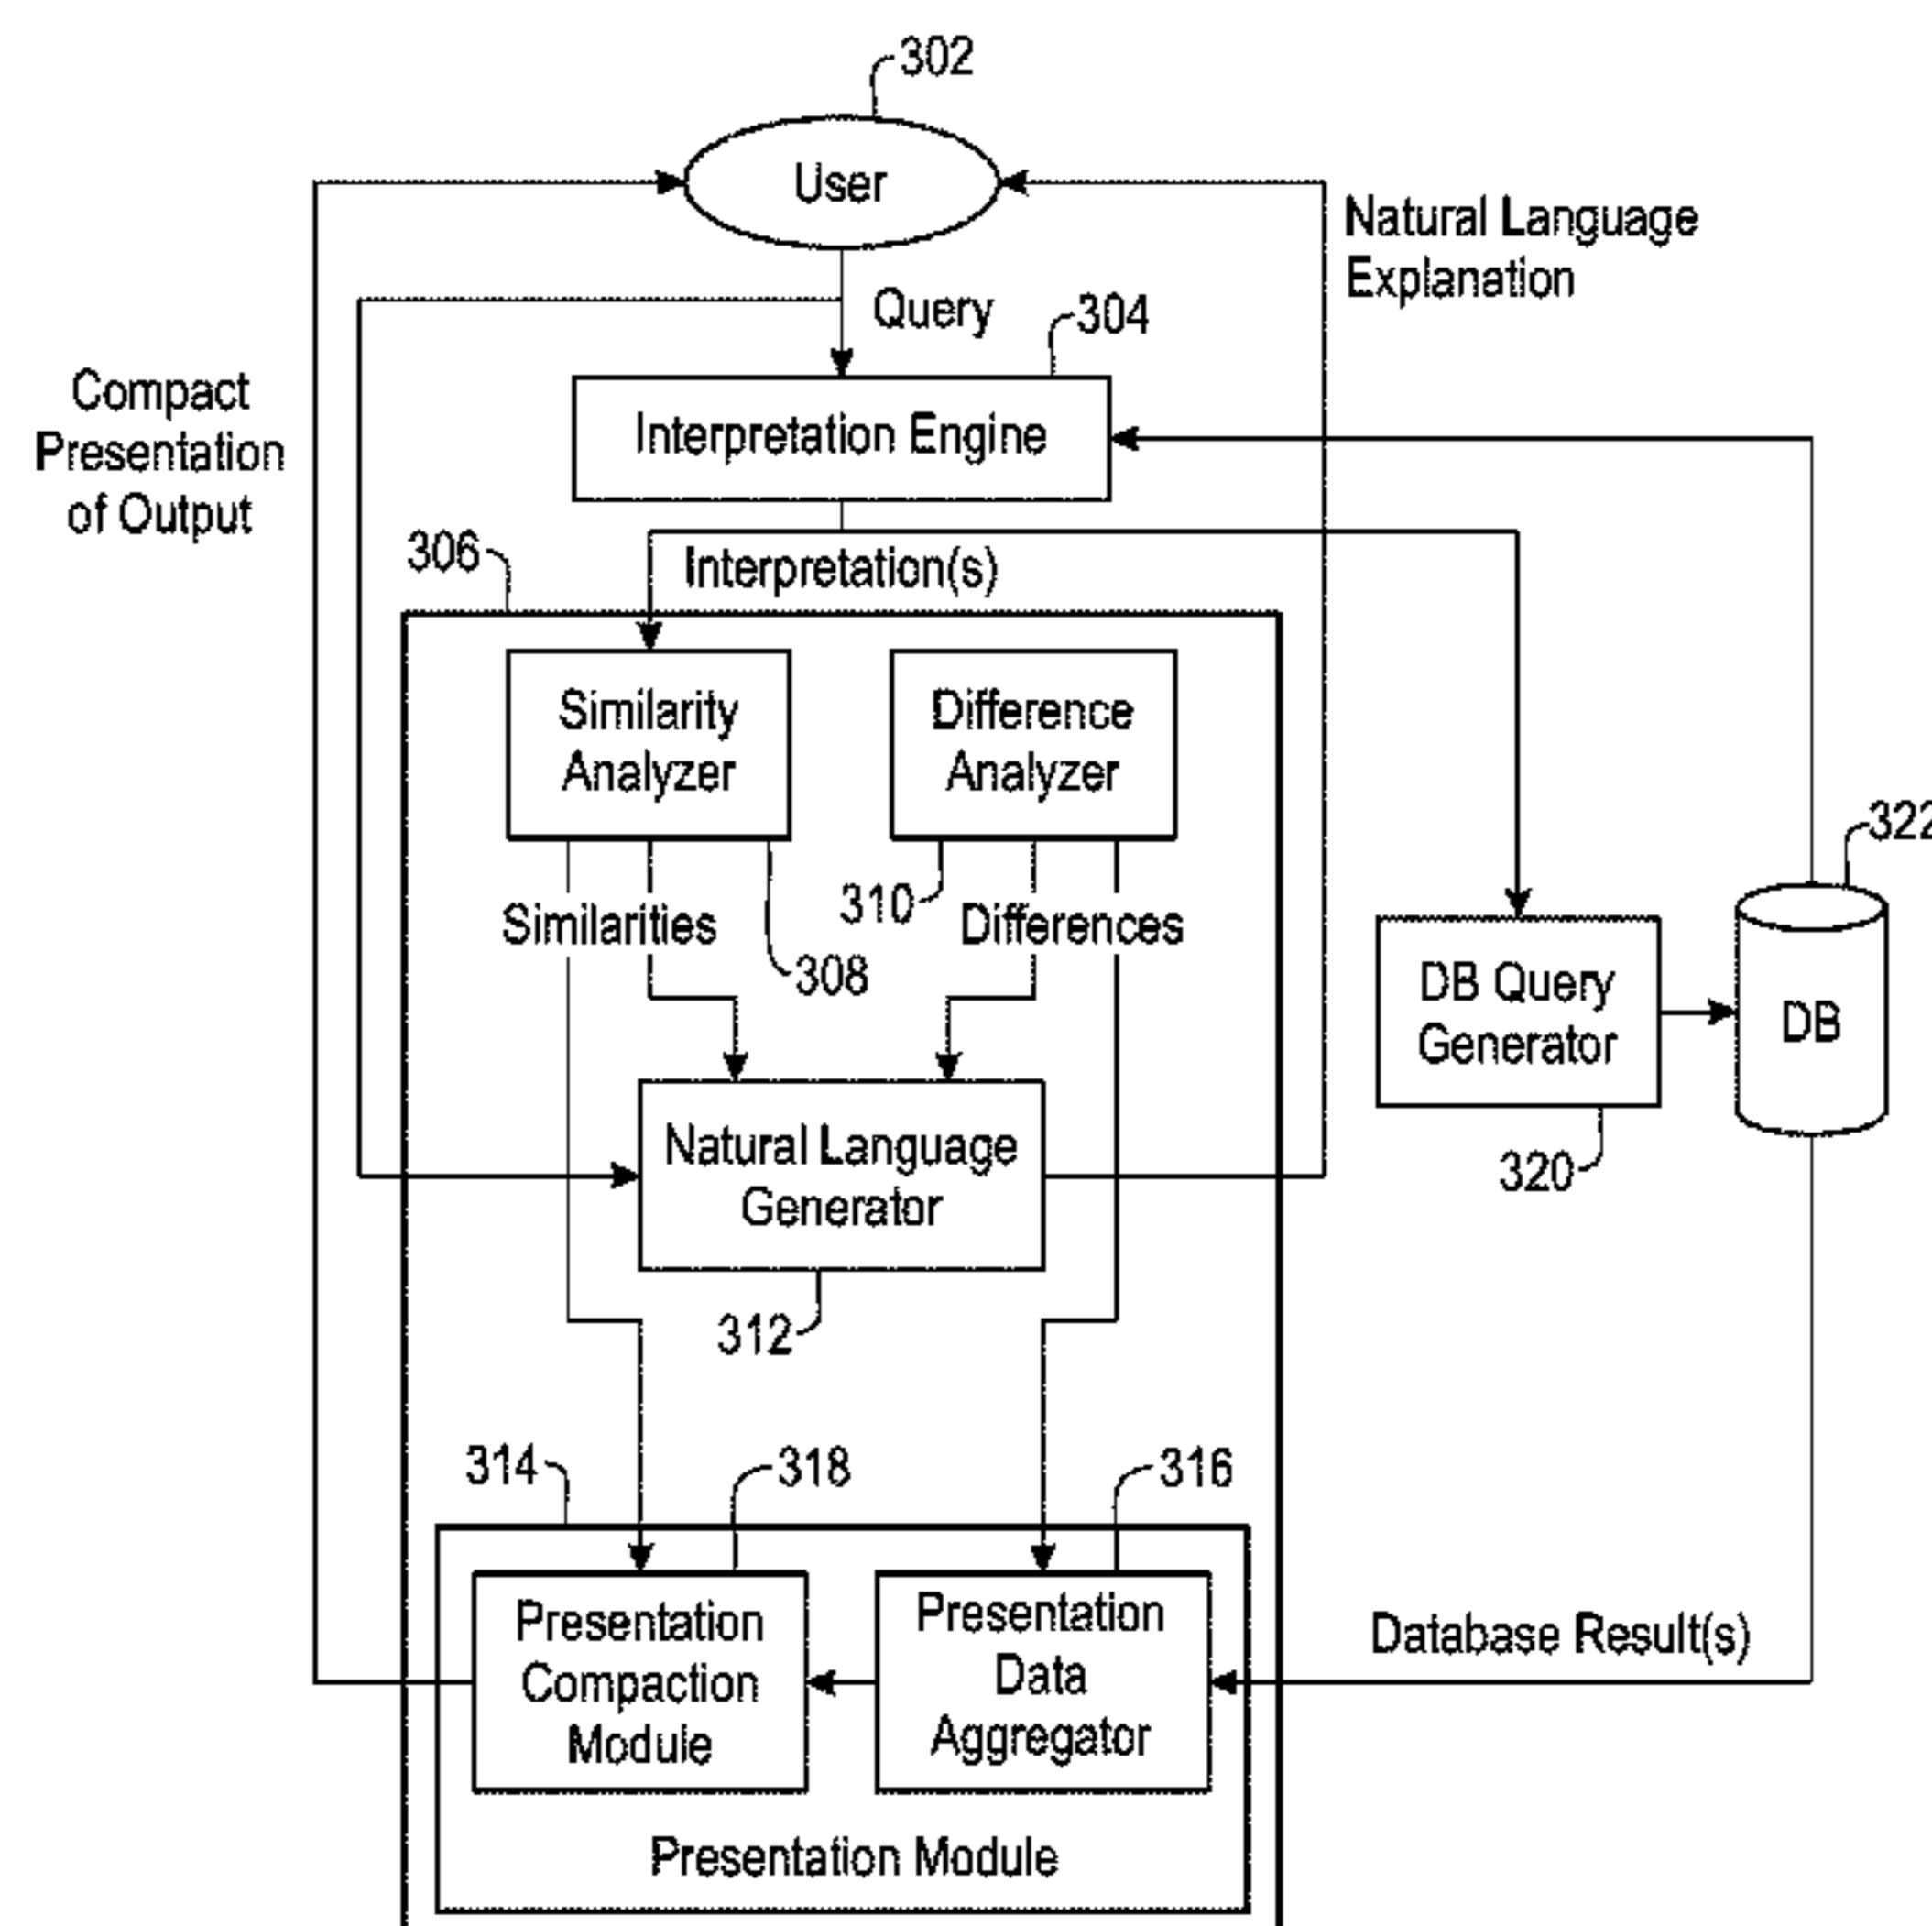 302
User
Natural Language
Explanation
Query
304
Compact
Presentation
of Output
Interpretation Engine
306
Interpretation(s)
Similarity
Analyzer
Difference
Analyzer
322
Similarities
310
Differences
308
DB Query
Generator
DB
320
Natural Language
Generator
312
314
318
316
Presentation
Compaction
Module
Presentation
Data
Aggregator
Database Result(s)
Presentation Module